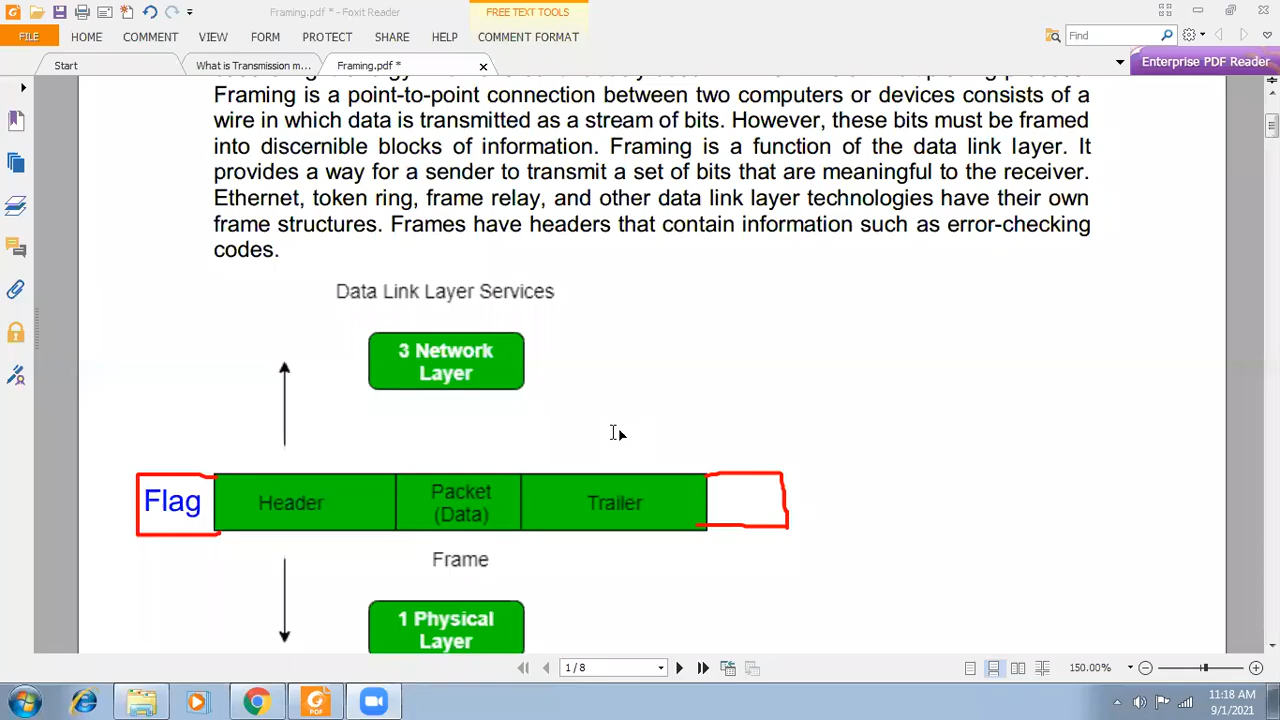 Framing.pdf * - Foxit Reader
FREE TEXT TOOLS
FILE HOME COMMENT VIEW FORM PROTECT SHARE HELP COMMENT FORMAT
Find
Start What is Transmission m... Framing.pdf *
Enterprise PDF Reader
Framing is a point-to-point connection between two computers or devices consists of a
wire in which data is transmitted as a stream of bits. However, these bits must be framed
into discernible blocks of information. Framing is a function of the data link layer. It
provides a way for a sender to transmit a set of bits that are meaningful to the receiver.
Ethernet, token ring, frame relay, and other data link layer technologies have their own
frame structures. Frames have headers that contain information such as error-checking
codes.
Data Link Layer Services
3 Network
Layer
Flag
Header
Packet
(Data)
Trailer
Frame
1 Physical
Layer
1 / 8
150.00%
PDF
11:18 AM
9/1/2021